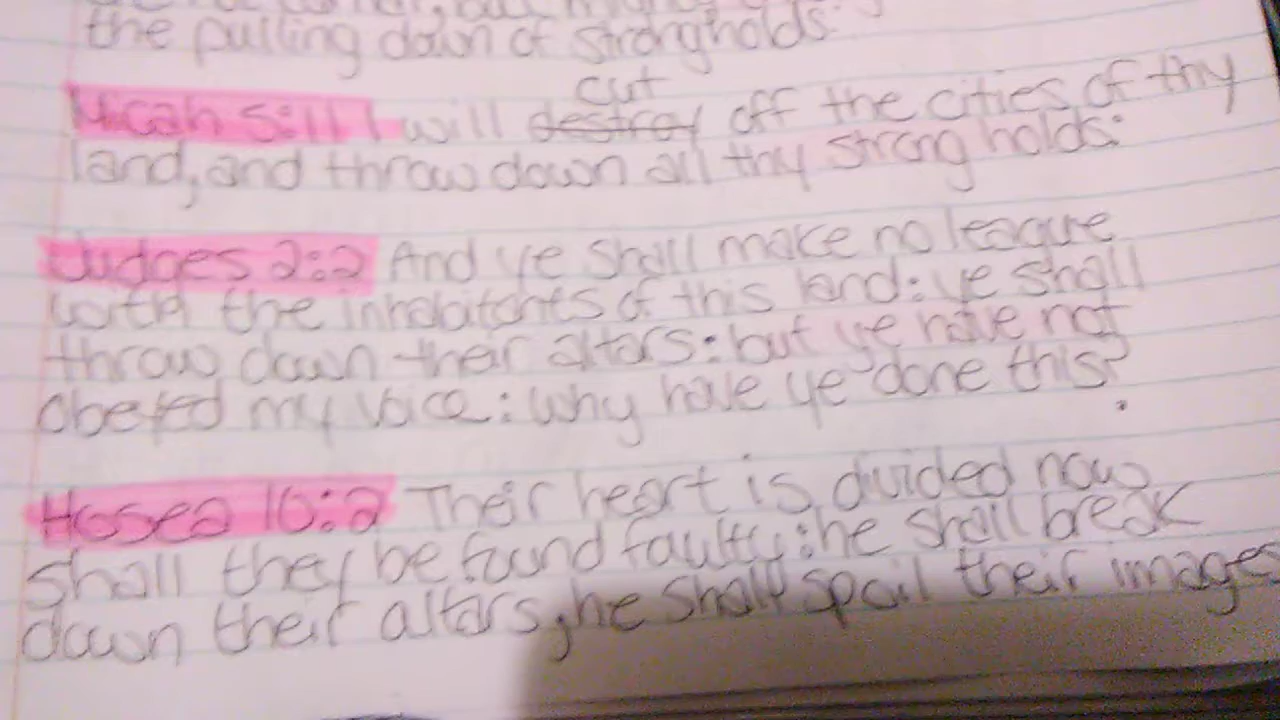 the pulling down of strongholds.
cut
Micah 5:11 I will destroy off the cities of thy
land, and throw down all thy strong holds:
Judges 2:2 And ye shall make no league
with the inhabitants of this land: ye shall
throw down their altars: but ye have not
obeyed my voice: why have ye done this?
Hosea 10:2 Their heart is divided now
shall they be found faulty: he shall break
down their altars, he shall spoil their images